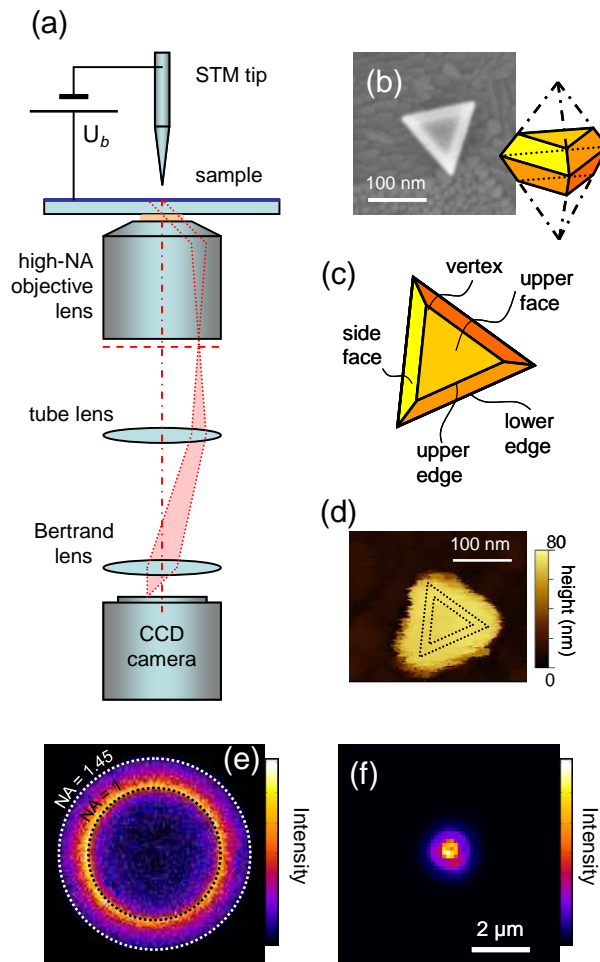 (a)
STM tip
U_b
sample
high-NA
objective
lens
tube lens
Bertrand
lens
CCD
camera
(b)
100 nm
(c)
vertex
upper
face
side
face
lower
edge
upper
edge
(d)
100 nm
80
height (nm)
0
(e)
NA = 1.45
NA = 1
Intensity
(f)
2 µm
Intensity